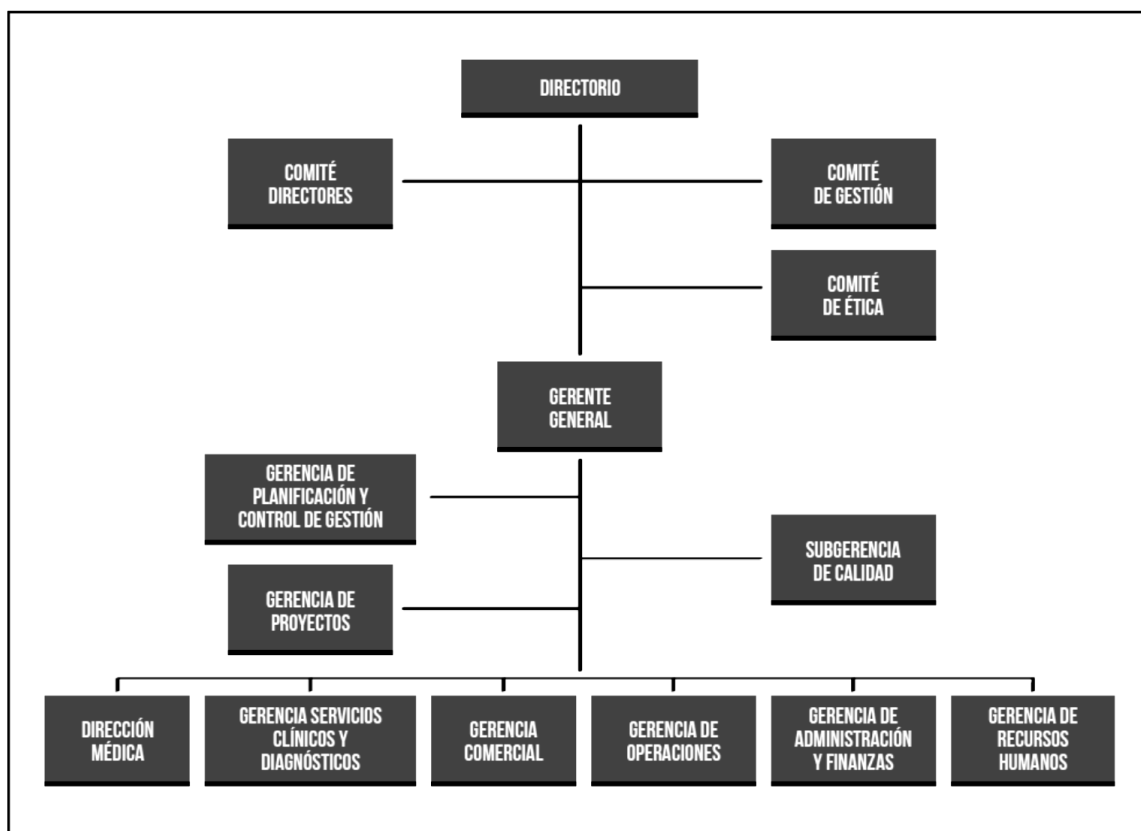 DIRECTORIO
COMITÉ
DIRECTORES
COMITÉ
DE GESTIÓN
COMITÉ
DE ÉTICA
GERENTE
GENERAL
GERENCIA DE
PLANIFICACIÓN Y
CONTROL DE GESTIÓN
SUBGERENCIA
DE CALIDAD
GERENCIA DE
PROYECTOS
DIRECCIÓN
MÉDICA
GERENCIA SERVICIOS
CLÍNICOS Y
DIAGNÓSTICOS
GERENCIA
COMERCIAL
GERENCIA DE
OPERACIONES
GERENCIA DE
ADMINISTRACIÓN
Y FINANZAS
GERENCIA DE
RECURSOS
HUMANOS